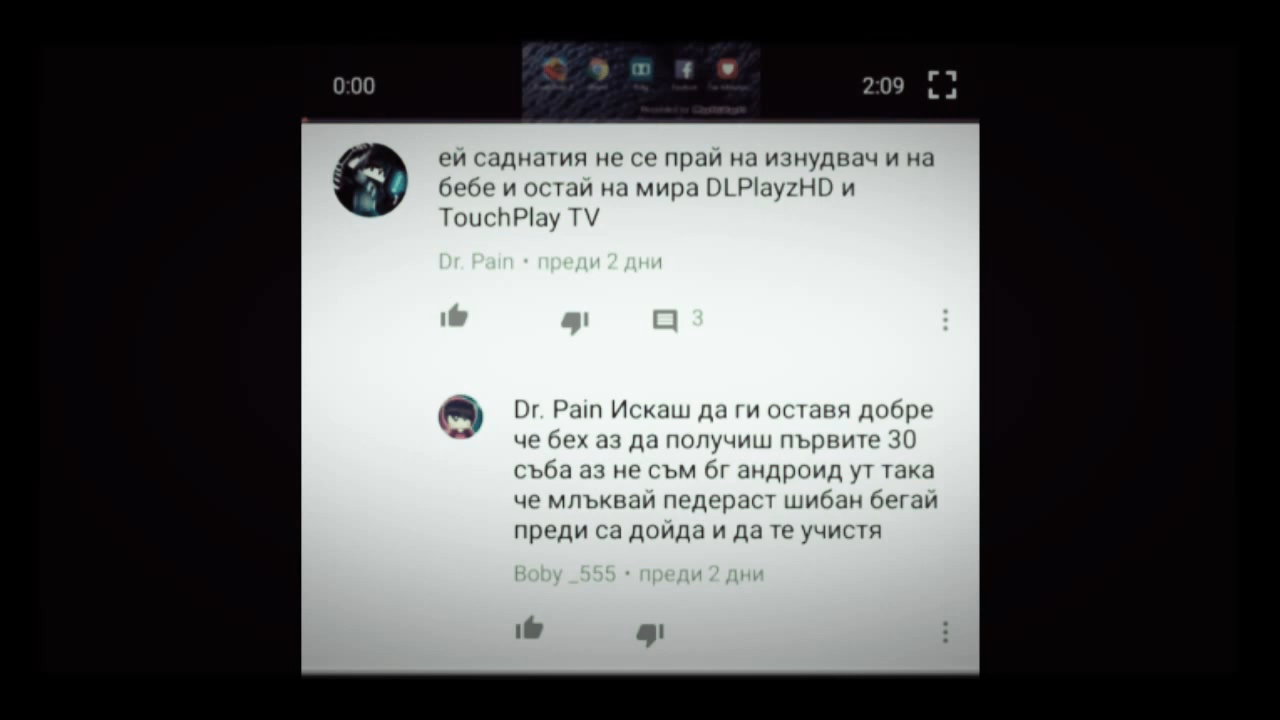 0:00
2:09
ей саднатия не се прай на изнудвач и на
бебе и остай на мира DLPlayzHD и
TouchPlay TV
Dr. Pain • преди 2 дни
3
Dr. Pain Искаш да ги оставя добре
че бех аз да получиш първите 30
съба аз не съм бг андроид ут така
че млъквай педераст шибан бегай
преди са дойда и да те учистя
Boby _555 • преди 2 дни